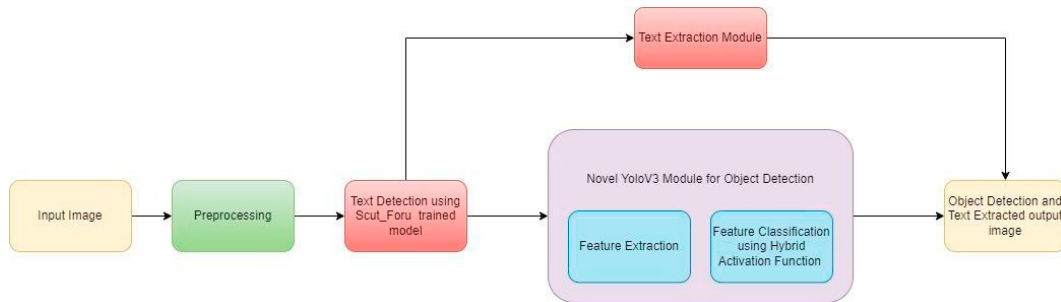 Text Extraction Module
Novel YoloV3 Module for Object Detection
Input Image
Preprocessing
Text Detection using
Scut_Foru trained
model
Feature Extraction
Feature Classification
using Hybrid
Activation Function
Object Detection and
Text Extracted output
image